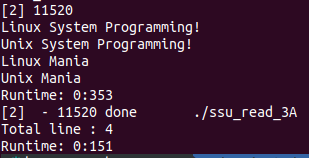 [2] 11520
Linux System Programming!
Unix System Programming!
Linux Mania
Unix Mania
Runtime: 0:353
[2]  - 11520 done       ./ssu_read_3A
Total line : 4
Runtime: 0:151